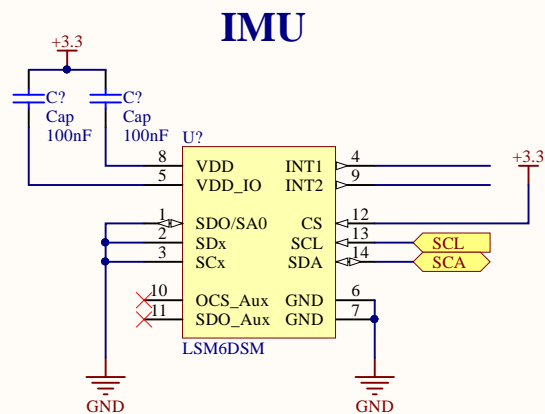 IMU
+3.3
C?
Cap
100nF
C?
Cap
100nF
U?
8 VDD INT1 4
5 VDD_IO INT2 9
+3.3
1 SDO/SA0 CS 12
2 SDx SCL 13 SCL
3 SCx SDA 14 SCA
10 OCS_Aux GND 6
11 SDO_Aux GND 7
LSM6DSM
GND
GND